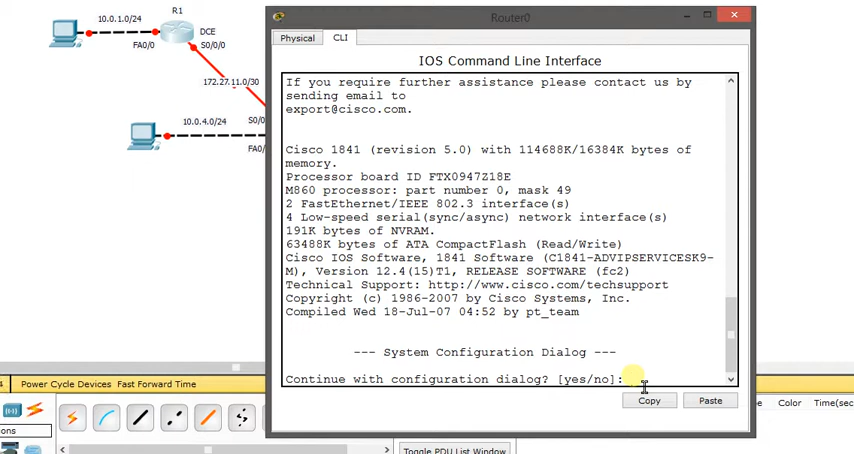 10.0.1.0/24
R1
DCE
FA0/0
S0/0/0
172.27.11.0/30
10.0.4.0/24
S0/0
FA0/
Router0
Physical
CLI
IOS Command Line Interface
If you require further assistance please contact us by
sending email to
export@cisco.com.
Cisco 1841 (revision 5.0) with 114688K/16384K bytes of
memory.
Processor board ID FTX0947Z18E
M860 processor: part number 0, mask 49
2 FastEthernet/IEEE 802.3 interface(s)
4 Low-speed serial(sync/async) network interface(s)
191K bytes of NVRAM.
63488K bytes of ATA CompactFlash (Read/Write)
Cisco IOS Software, 1841 Software (C1841-ADVIPSERVICESK9-
M), Version 12.4(15)T1, RELEASE SOFTWARE (fc2)
Technical Support: http://www.cisco.com/techsupport
Copyright (c) 1986-2007 by Cisco Systems, Inc.
Compiled Wed 18-Jul-07 04:52 by pt_team
--- System Configuration Dialog ---
Continue with configuration dialog? [yes/no]:
Copy
Paste
4
Power Cycle Devices Fast Forward Time
ons
Color
Time(sec
Toggle PDU List Window